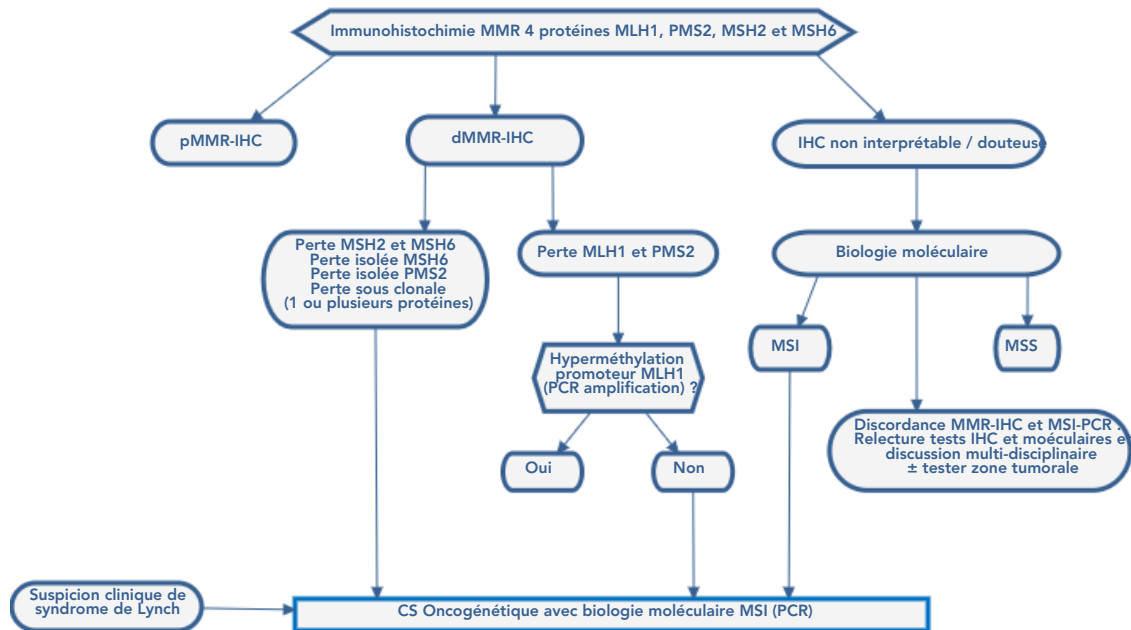 Immunohistochimie MMR 4 protéines MLH1, PMS2, MSH2 et MSH6
pMMR-IHC
dMMR-IHC
IHC non interprétable / douteuse
Perte MSH2 et MSH6
Perte isolée MSH6
Perte isolée PMS2
Perte sous clonale
(1 ou plusieurs protéines)
Perte MLH1 et PMS2
Biologie moléculaire
MSI
MSS
Hyperméthylation
promoteur MLH1
(PCR amplification) ?
Discordance MMR-IHC et MSI-PCR :
Relecture tests IHC et moéculaires e
discussion multi-disciplinaire
± tester zone tumorale
Oui
Non
Suspicion clinique de
syndrome de Lynch
CS Oncogénétique avec biologie moléculaire MSI (PCR)